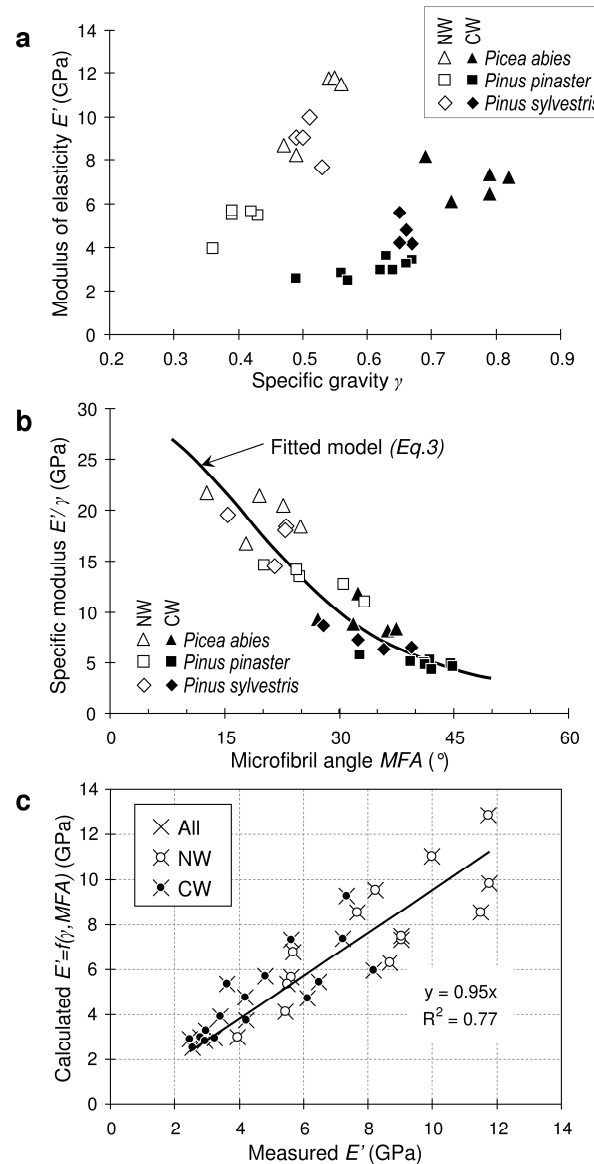 a
Modulus of elasticity E' (GPa)
14
12
10
8
6
4
2
0
0.2 0.3 0.4 0.5 0.6 0.7 0.8 0.9
Specific gravity γ
NW CW
Picea abies
Pinus pinaster
Pinus sylvestris
b
Specific modulus E'/γ (GPa)
30
25
20
15
10
5
0
0 15 30 45 60
Microfibril angle MFA (°)
Fitted model (Eq.3)
NW CW
Picea abies
Pinus pinaster
Pinus sylvestris
c
Calculated E'=f(γ,MFA) (GPa)
14
12
10
8
6
4
2
0
0 2 4 6 8 10 12 14
Measured E' (GPa)
All
NW
CW
y = 0.95x
R² = 0.77